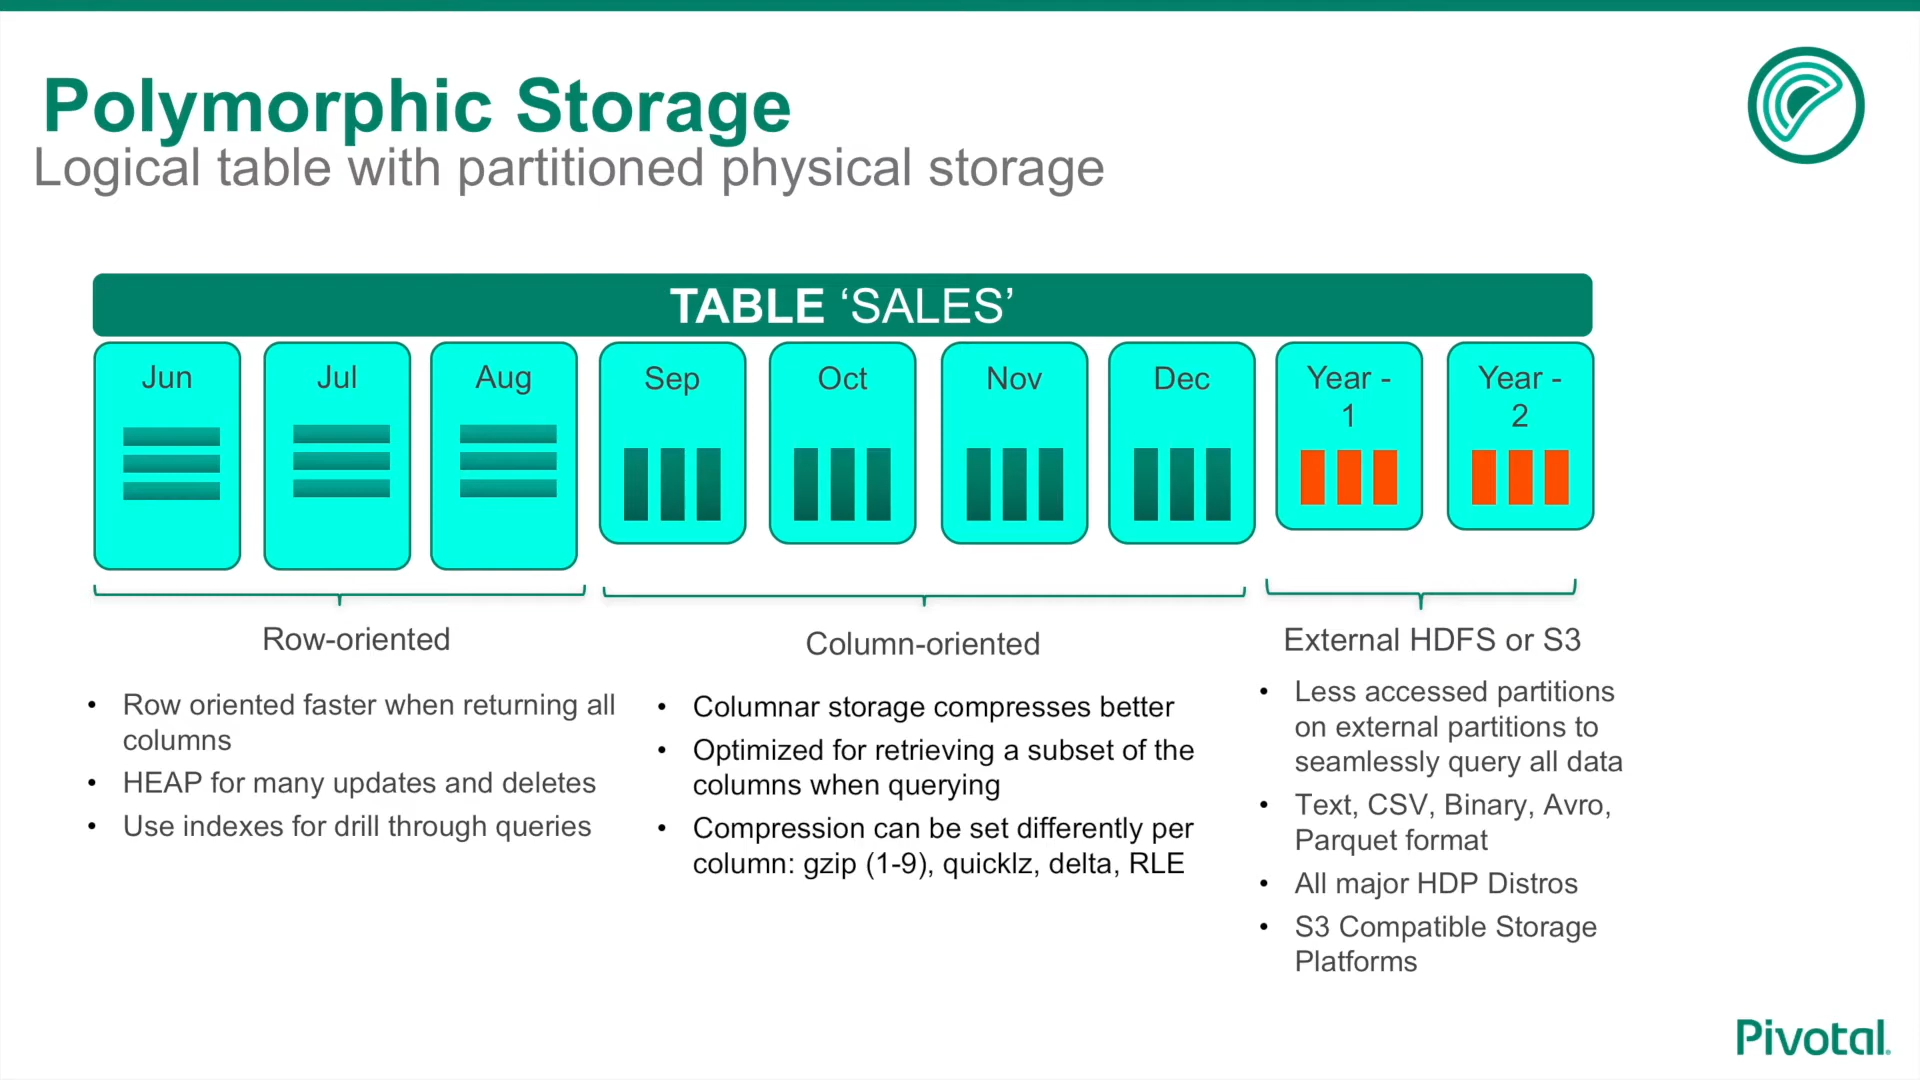 Polymorphic Storage
Logical table with partitioned physical storage
TABLE ‘SALES’
Jun
Jul
Aug
Sep
Oct
Nov
Dec
Year -
1
Year -
2
Row-oriented
• Row oriented faster when returning all
columns
• HEAP for many updates and deletes
• Use indexes for drill through queries
Column-oriented
• Columnar storage compresses better
• Optimized for retrieving a subset of the
columns when querying
• Compression can be set differently per
column: gzip (1-9), quicklz, delta, RLE
External HDFS or S3
• Less accessed partitions
on external partitions to
seamlessly query all data
• Text, CSV, Binary, Avro,
Parquet format
• All major HDP Distros
• S3 Compatible Storage
Platforms
Pivotal.